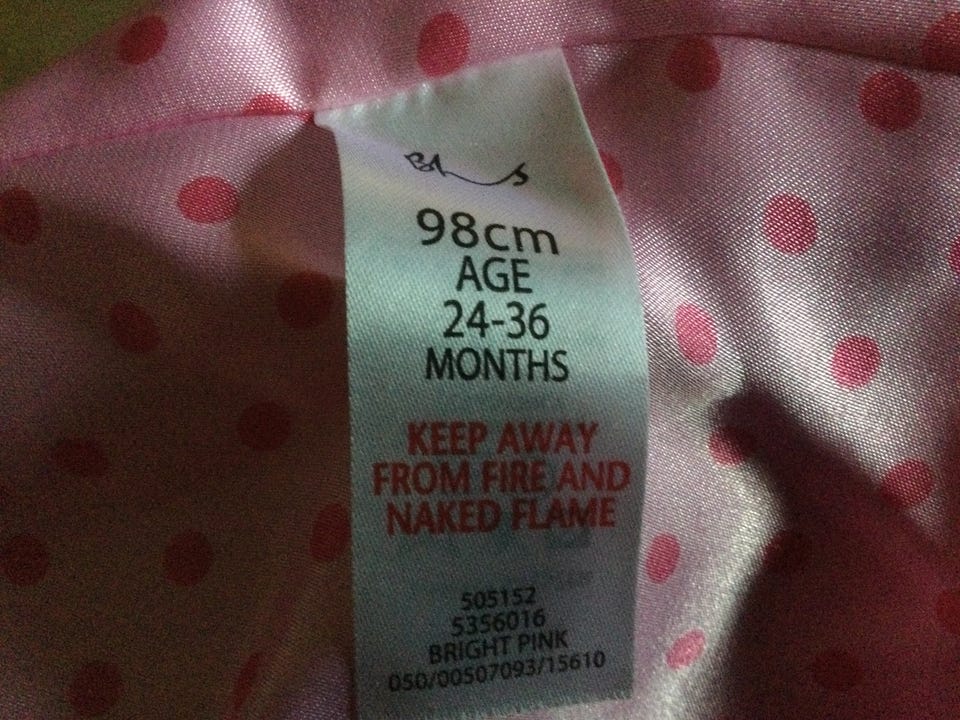 98cm
AGE
24-36
MONTHS
KEEP AWAY
FROM FIRE AND
NAKED FLAME
505152
5356016
BRIGHT PINK
050/00507093/15610